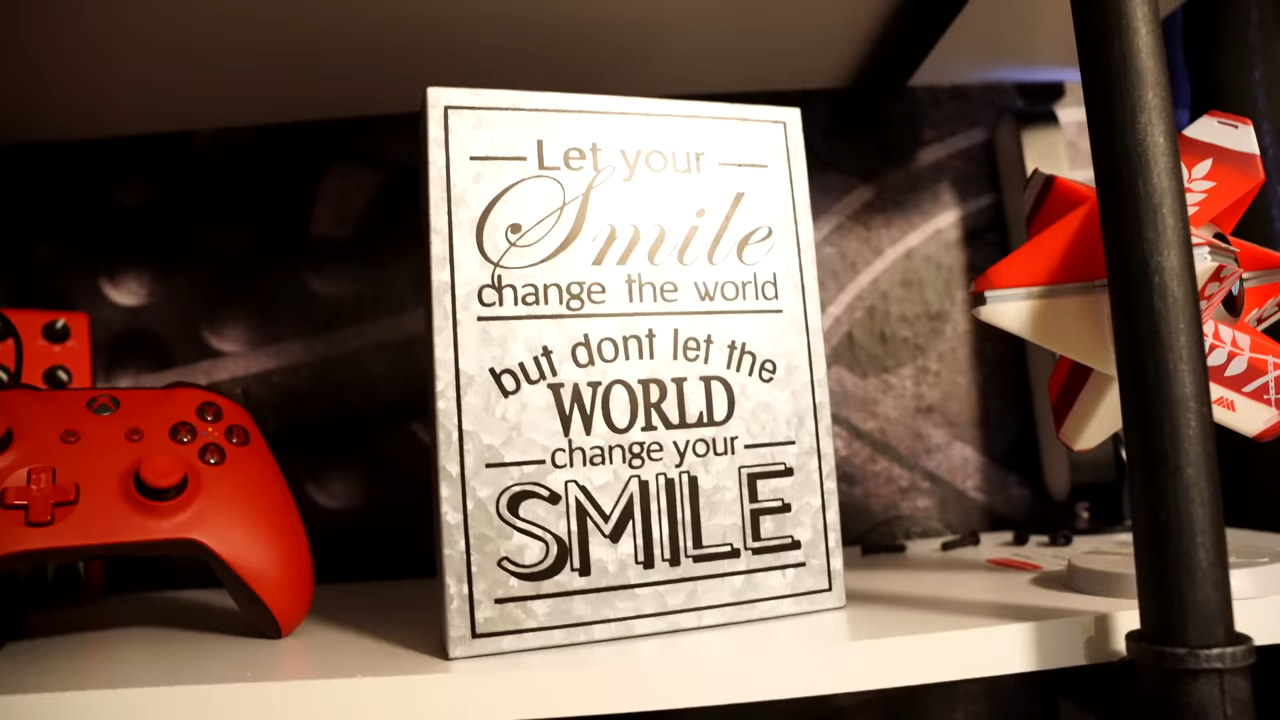 Let your
Smile
change the world
but dont let the
WORLD
change your
SMILE